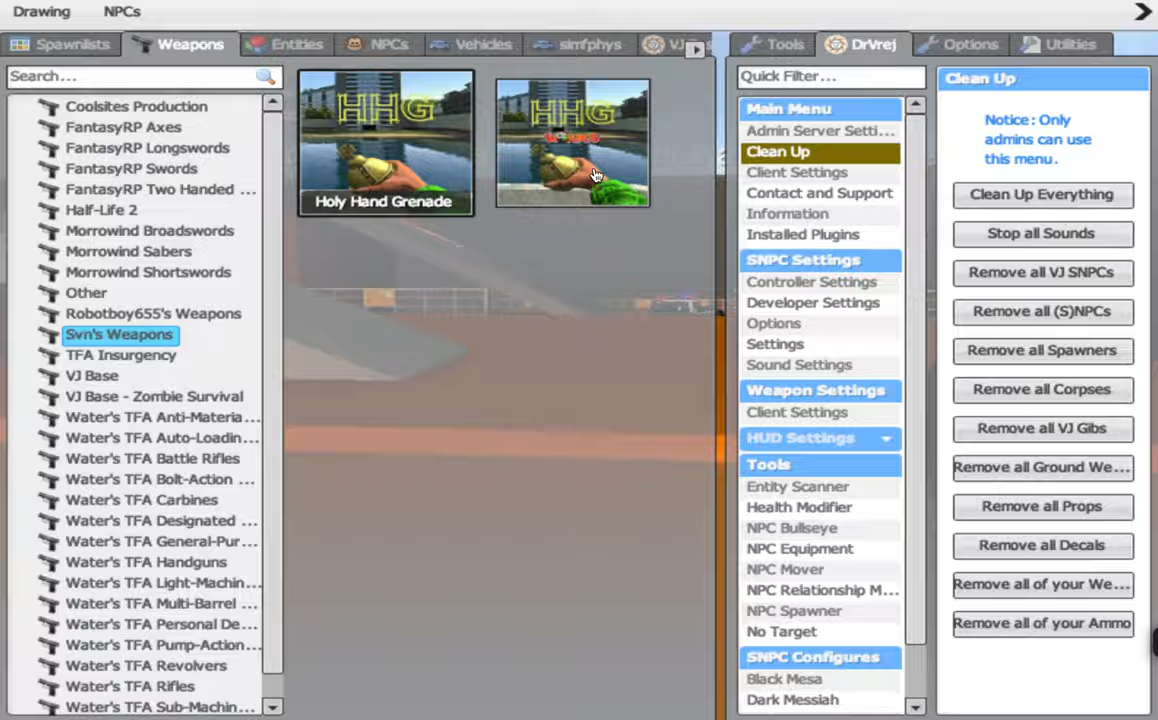 Drawing NPCs
Spawnlists Weapons Entities NPCs Vehicles simfphys
Tools DrVrej Options Utilities
Search...
Coolsites Production
FantasyRP Axes
FantasyRP Longswords
FantasyRP Swords
FantasyRP Two Handed ...
Half-Life 2
Morrowind Broadswords
Morrowind Sabers
Morrowind Shortswords
Other
Robotboy655's Weapons
Svn's Weapons
TFA Insurgency
VJ Base
VJ Base - Zombie Survival
Water's TFA Anti-Materia...
Water's TFA Auto-Loadin...
Water's TFA Battle Rifles
Water's TFA Bolt-Action ...
Water's TFA Carbines
Water's TFA Designated ...
Water's TFA General-Pur...
Water's TFA Handguns
Water's TFA Light-Machin...
Water's TFA Multi-Barrel ...
Water's TFA Personal De...
Water's TFA Pump-Action...
Water's TFA Revolvers
Water's TFA Rifles
Water's TFA Sub-Machin...
HHG
Holy Hand Grenade
HHG
Quick Filter...
Main Menu
Admin Server Setti...
Clean Up
Client Settings
Contact and Support
Information
Installed Plugins
SNPC Settings
Controller Settings
Developer Settings
Options
Settings
Sound Settings
Weapon Settings
Client Settings
HUD Settings
Tools
Entity Scanner
Health Modifier
NPC Bullseye
NPC Equipment
NPC Mover
NPC Relationship M...
NPC Spawner
No Target
SNPC Configures
Black Mesa
Dark Messiah
Clean Up
Notice: Only
admins can use
this menu.
Clean Up Everything
Stop all Sounds
Remove all VJ SNPCs
Remove all (S)NPCs
Remove all Spawners
Remove all Corpses
Remove all VJ Gibs
Remove all Ground We...
Remove all Props
Remove all Decals
Remove all of your We...
Remove all of your Ammo